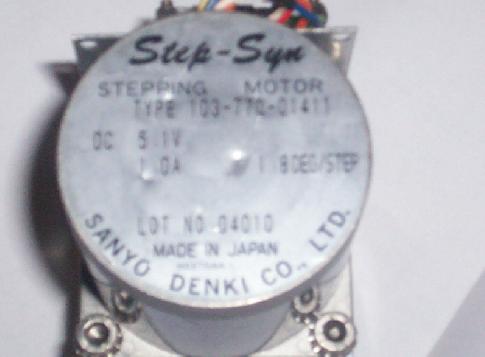 Step-Syn
STEPPING MOTOR
TYPE 103-770-01411
DC 5.1V
1.0A 1.8DEG/STEP
LOT NO 04010
MADE IN JAPAN
SANYO DENKI CO., LTD.